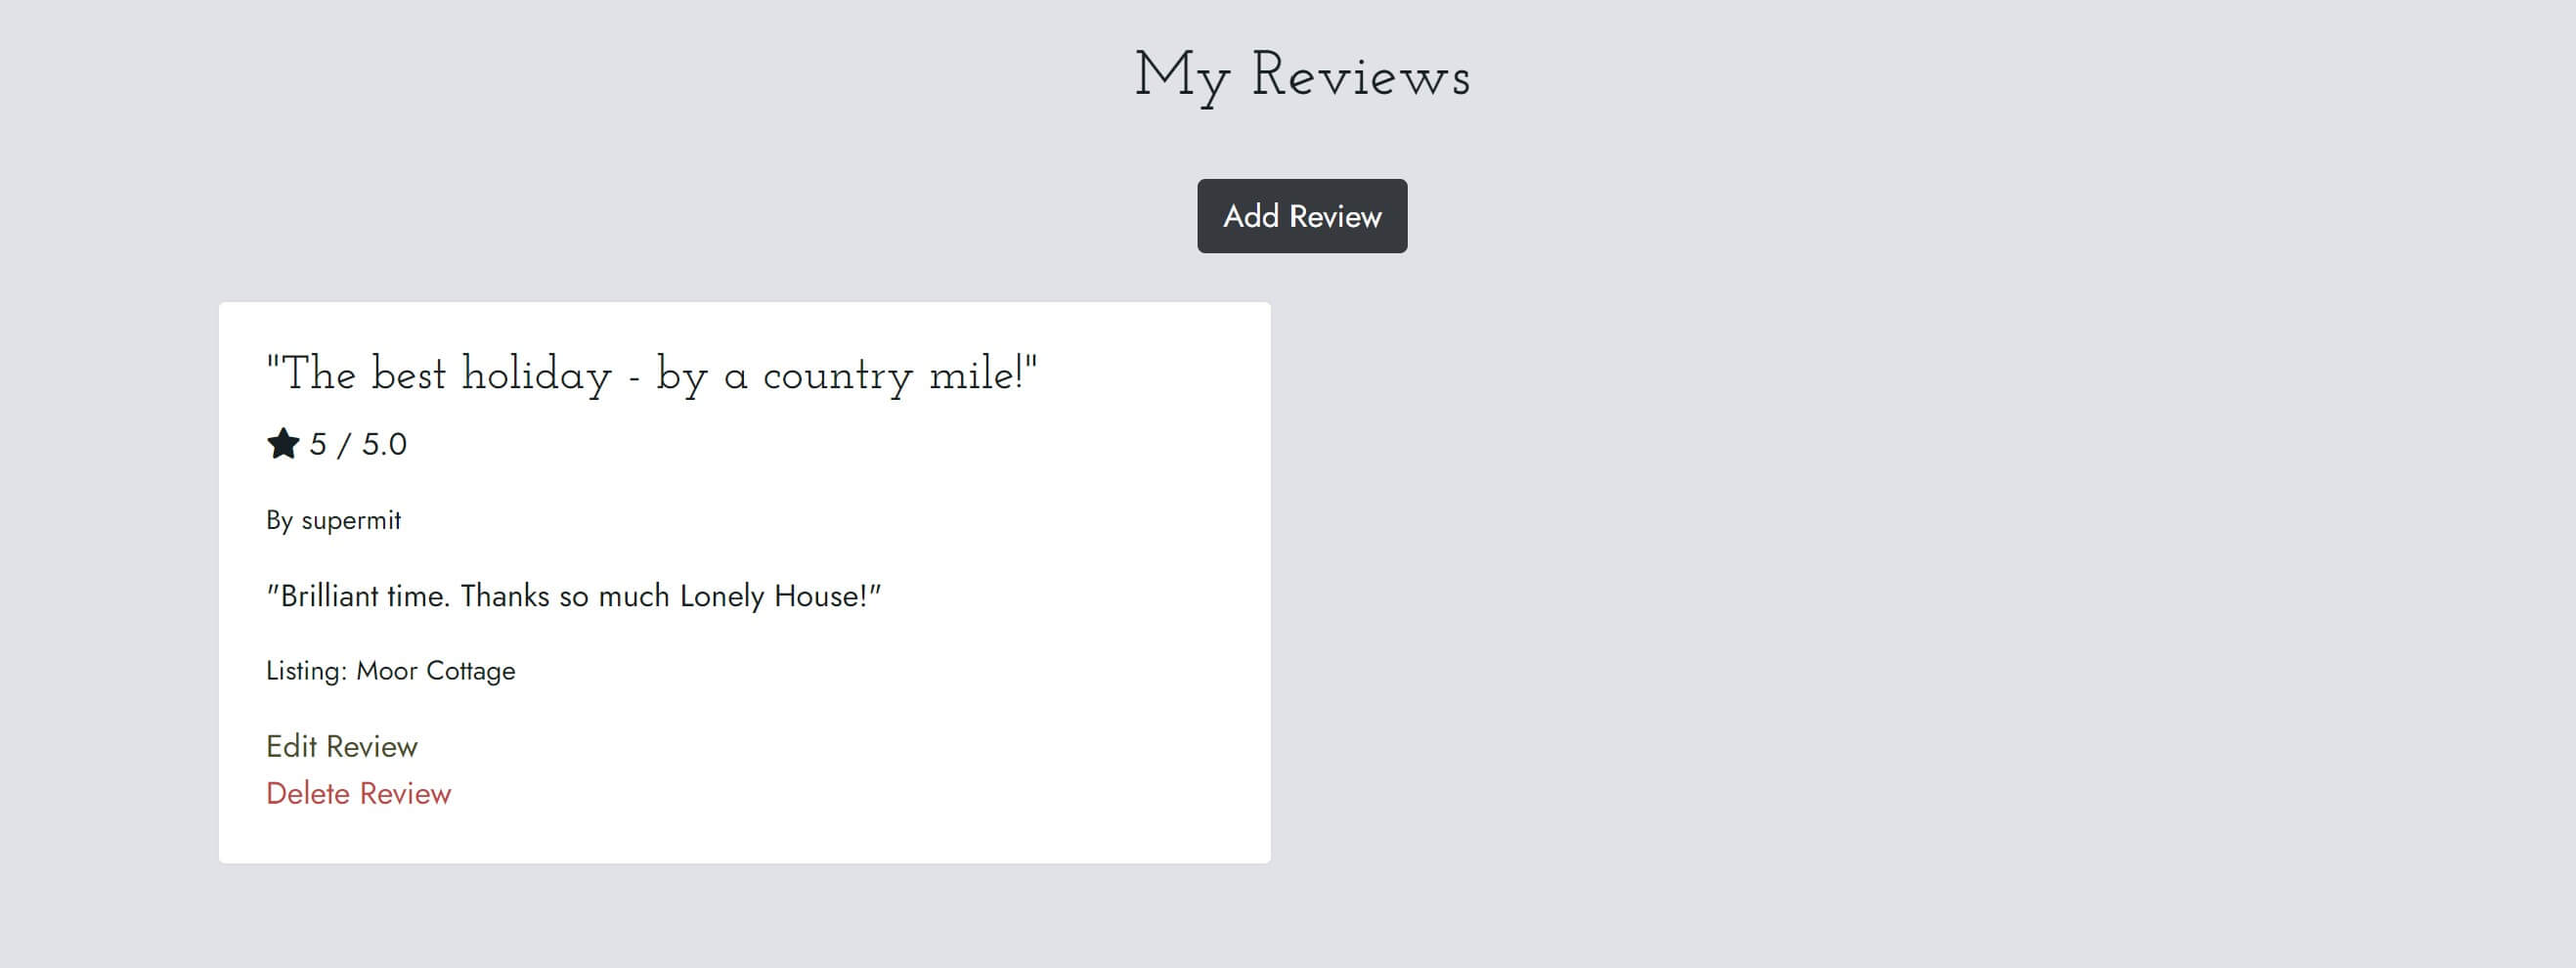 My Reviews
Add Review
"The best holiday - by a country mile!"
5 / 5.0
By supermit
"Brilliant time. Thanks so much Lonely House!"
Listing: Moor Cottage
Edit Review
Delete Review